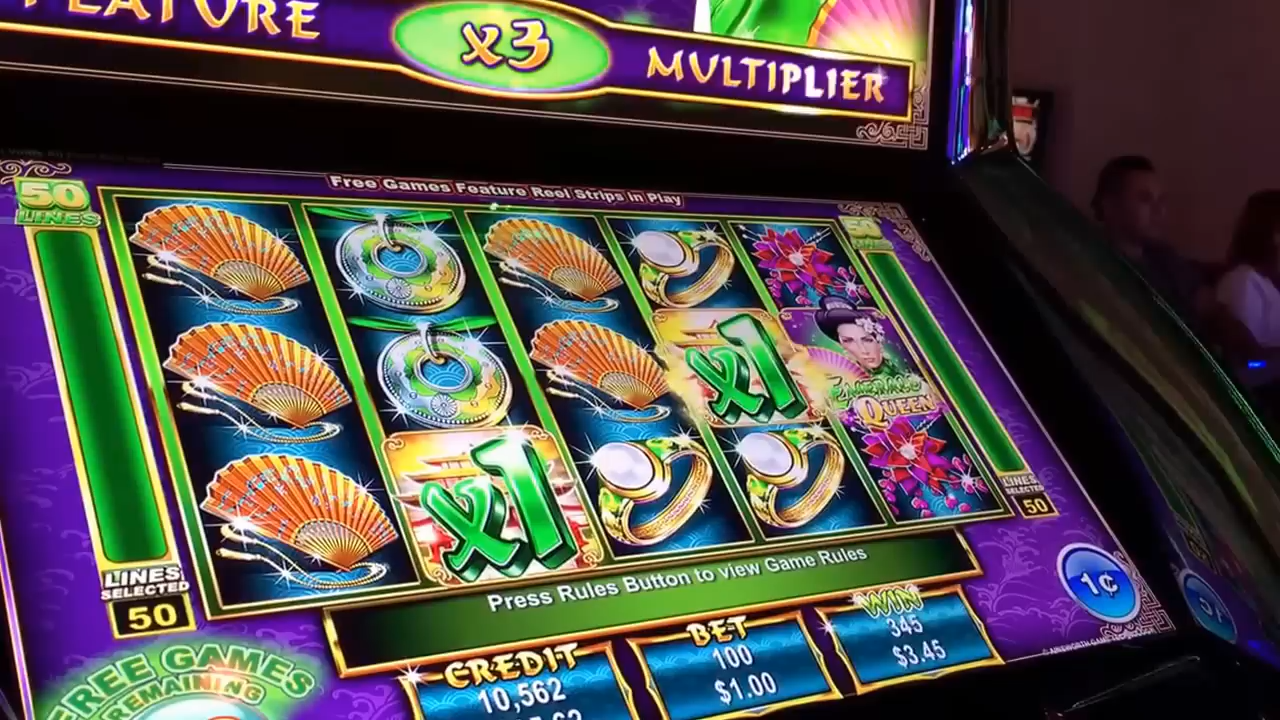 FEATURE
x3
MULTIPLIER
Free Games Feature Reel Strips in Play
50
LINES
50
LINES
x1
EMERALD
QUEEN
x1
LINES
SELECTED
50
LINES
SELECTED
50
Press Rules Button to view Game Rules
1¢
5¢
FREE GAMES
REMAINING
CREDIT
10,562
BET
100
$1.00
WIN
345
$3.45